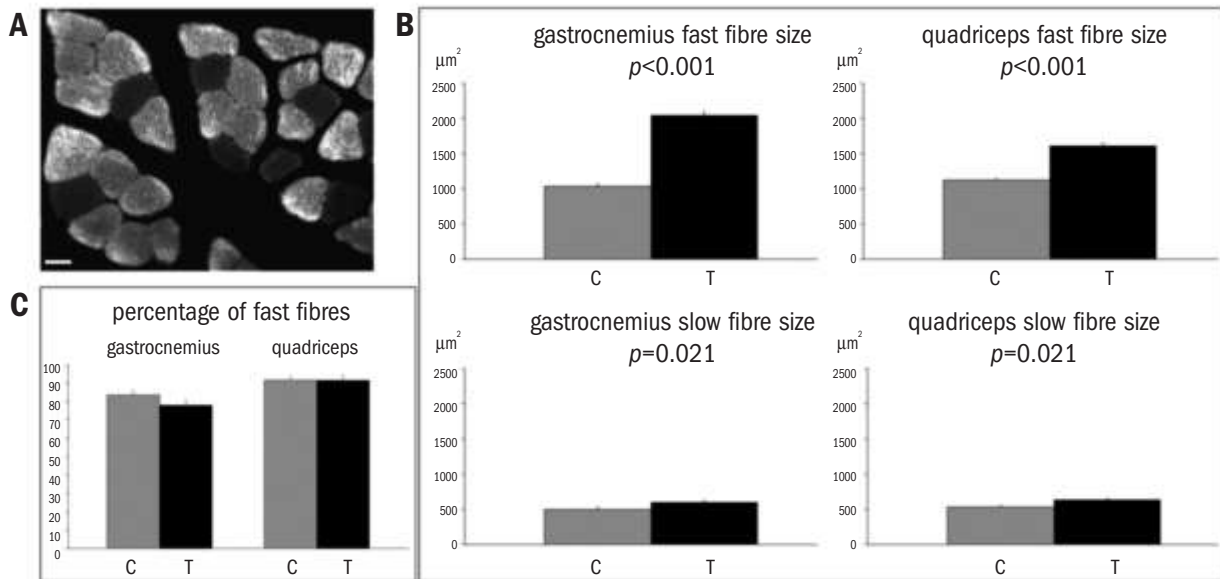 A
B
gastrocnemius fast fibre size
p<0.001
µm²
2500
2000
1500
1000
500
0
C
T
quadriceps fast fibre size
p<0.001
µm²
2500
2000
1500
1000
500
0
C
T
C
percentage of fast fibres
gastrocnemius
quadriceps
100
90
80
70
60
50
40
30
20
10
0
C
T
C
T
gastrocnemius slow fibre size
p=0.021
µm²
2500
2000
1500
1000
500
0
C
T
quadriceps slow fibre size
p=0.021
µm²
2500
2000
1500
1000
500
0
C
T